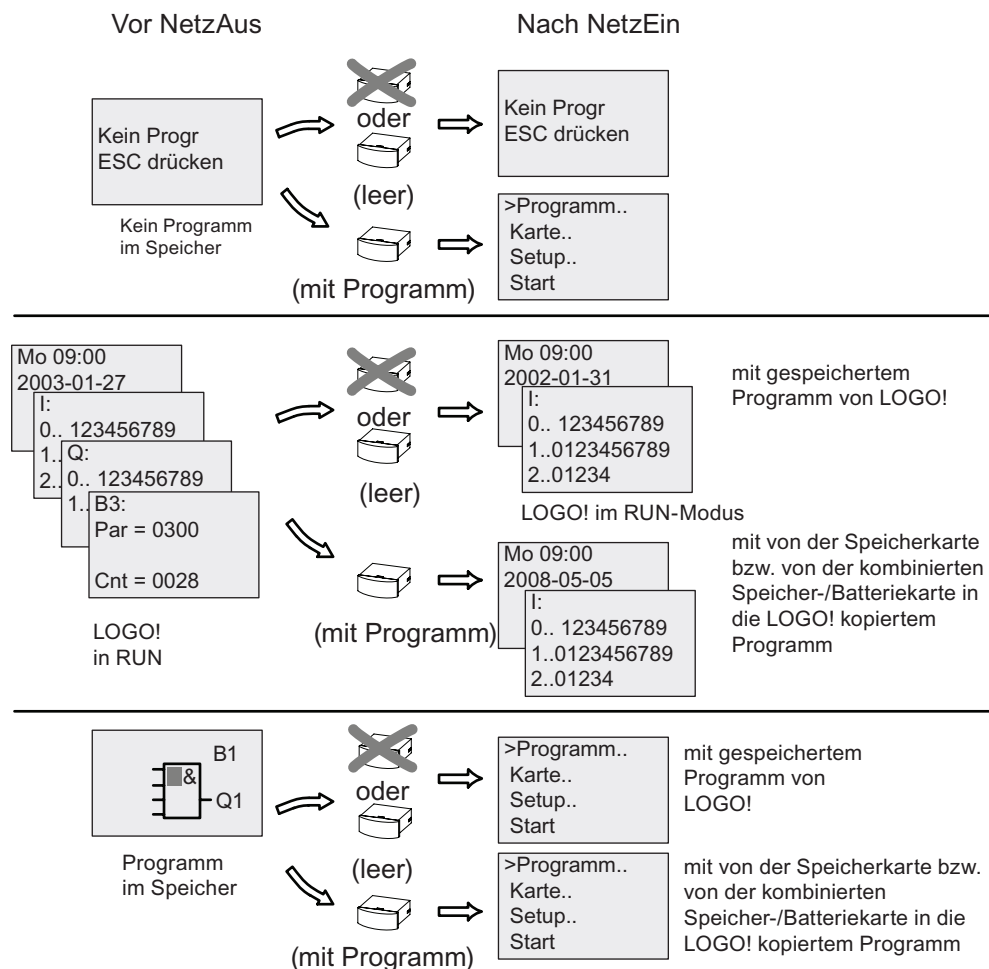 Vor NetzAus
Nach NetzEin
Kein Progr
ESC drücken
Kein Programm
im Speicher
oder
(leer)
(mit Programm)
Kein Progr
ESC drücken
>Programm..
Karte..
Setup..
Start
Mo 09:00
2003-01-27
I:
0.. 123456789
1..
2..
Q:
0.. 123456789
1..
B3:
Par = 0300
Cnt = 0028
LOGO!
in RUN
oder
(leer)
(mit Programm)
Mo 09:00
2002-01-31
I:
0.. 123456789
1..0123456789
2..01234
LOGO! im RUN-Modus
mit gespeichertem
Programm von LOGO!
Mo 09:00
2008-05-05
I:
0.. 123456789
1..0123456789
2..01234
mit von der Speicherkarte
bzw. von der kombinierten
Speicher-/Batteriekarte in
die LOGO! kopiertem
Programm
B1
&
Q1
Programm
im Speicher
oder
(leer)
(mit Programm)
>Programm..
Karte..
Setup..
Start
mit gespeichertem
Programm von
LOGO!
>Programm..
Karte..
Setup..
Start
mit von der Speicherkarte bzw.
von der kombinierten
Speicher-/Batteriekarte in die
LOGO! kopiertem Programm